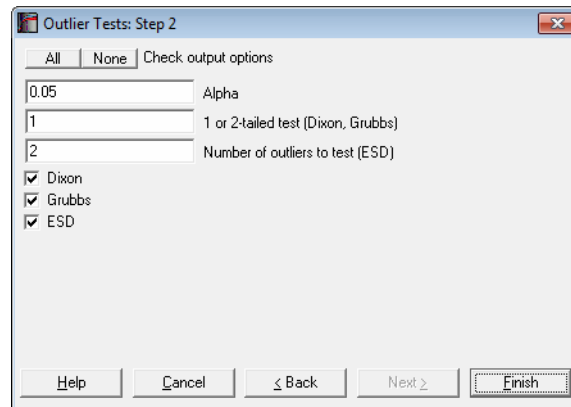 Outlier Tests: Step 2
All None Check output options
0.05 Alpha
1 1 or 2-tailed test (Dixon, Grubbs)
2 Number of outliers to test (ESD)
Dixon
Grubbs
ESD
Help Cancel < Back Next > Finish